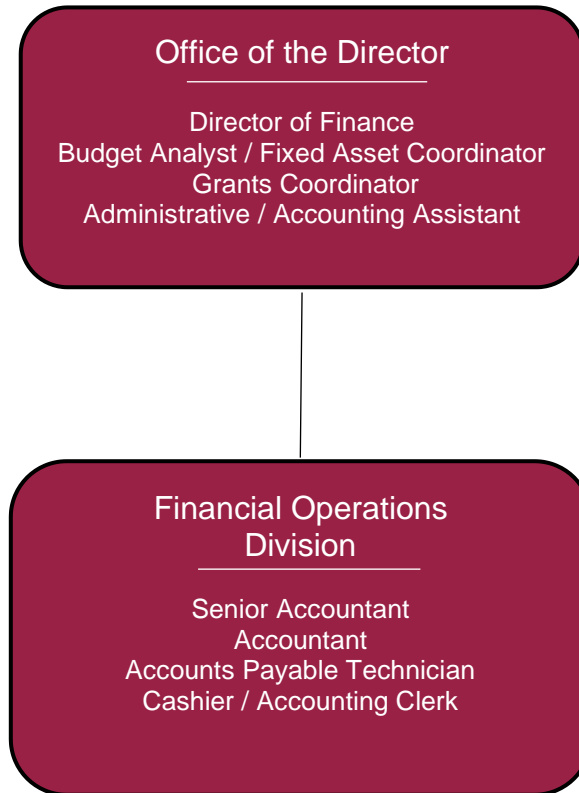 Office of the Director
Director of Finance
Budget Analyst / Fixed Asset Coordinator
Grants Coordinator
Administrative / Accounting Assistant
Financial Operations
Division
Senior Accountant
Accountant
Accounts Payable Technician
Cashier / Accounting Clerk